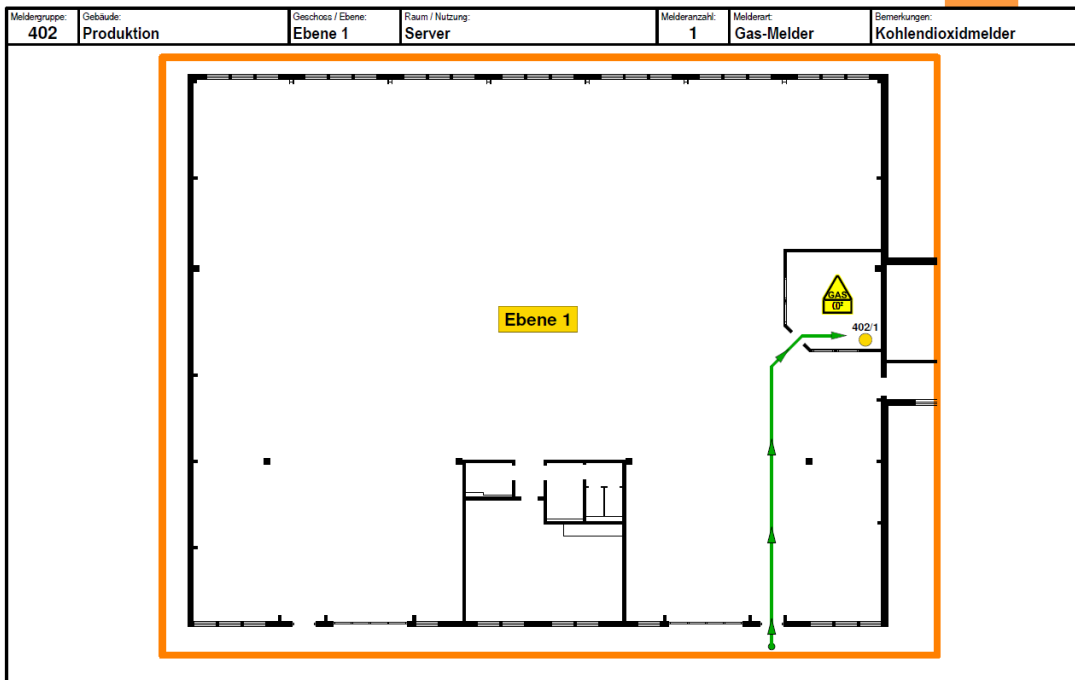 Meldergruppe: Gebäude: Geschoss / Ebene: Raum / Nutzung: Melderanzahl: Melderart: Bemerkungen:
402 Produktion Ebene 1 Server 1 Gas-Melder Kohlendioxidmelder
GAS
402/1
Ebene 1